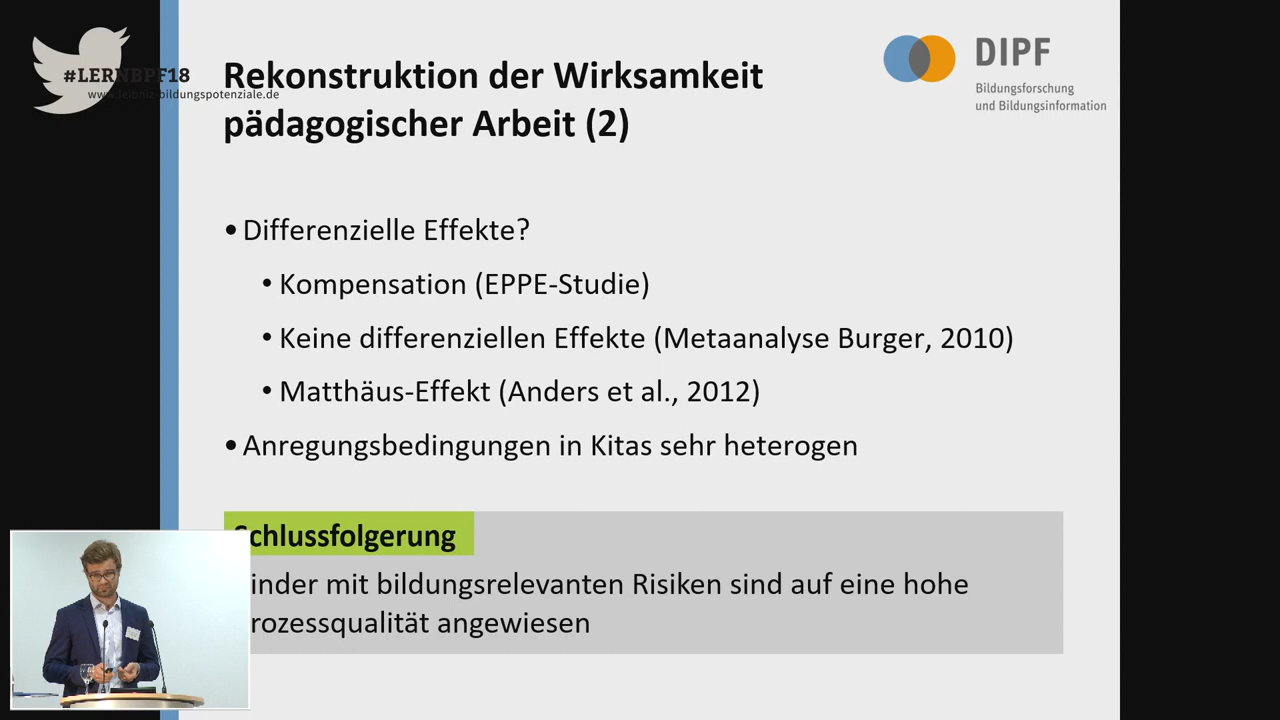 #LERNBPF18
www.leibniz-bildungspotenziale.de
Rekonstruktion der Wirksamkeit
pädagogischer Arbeit (2)
DIPF
Bildungsforschung
und Bildungsinformation
• Differenzielle Effekte?
• Kompensation (EPPE-Studie)
• Keine differenziellen Effekte (Metaanalyse Burger, 2010)
• Matthäus-Effekt (Anders et al., 2012)
• Anregungsbedingungen in Kitas sehr heterogen
Schlussfolgerung
inder mit bildungsrelevanten Risiken sind auf eine hohe
rozessqualität angewiesen